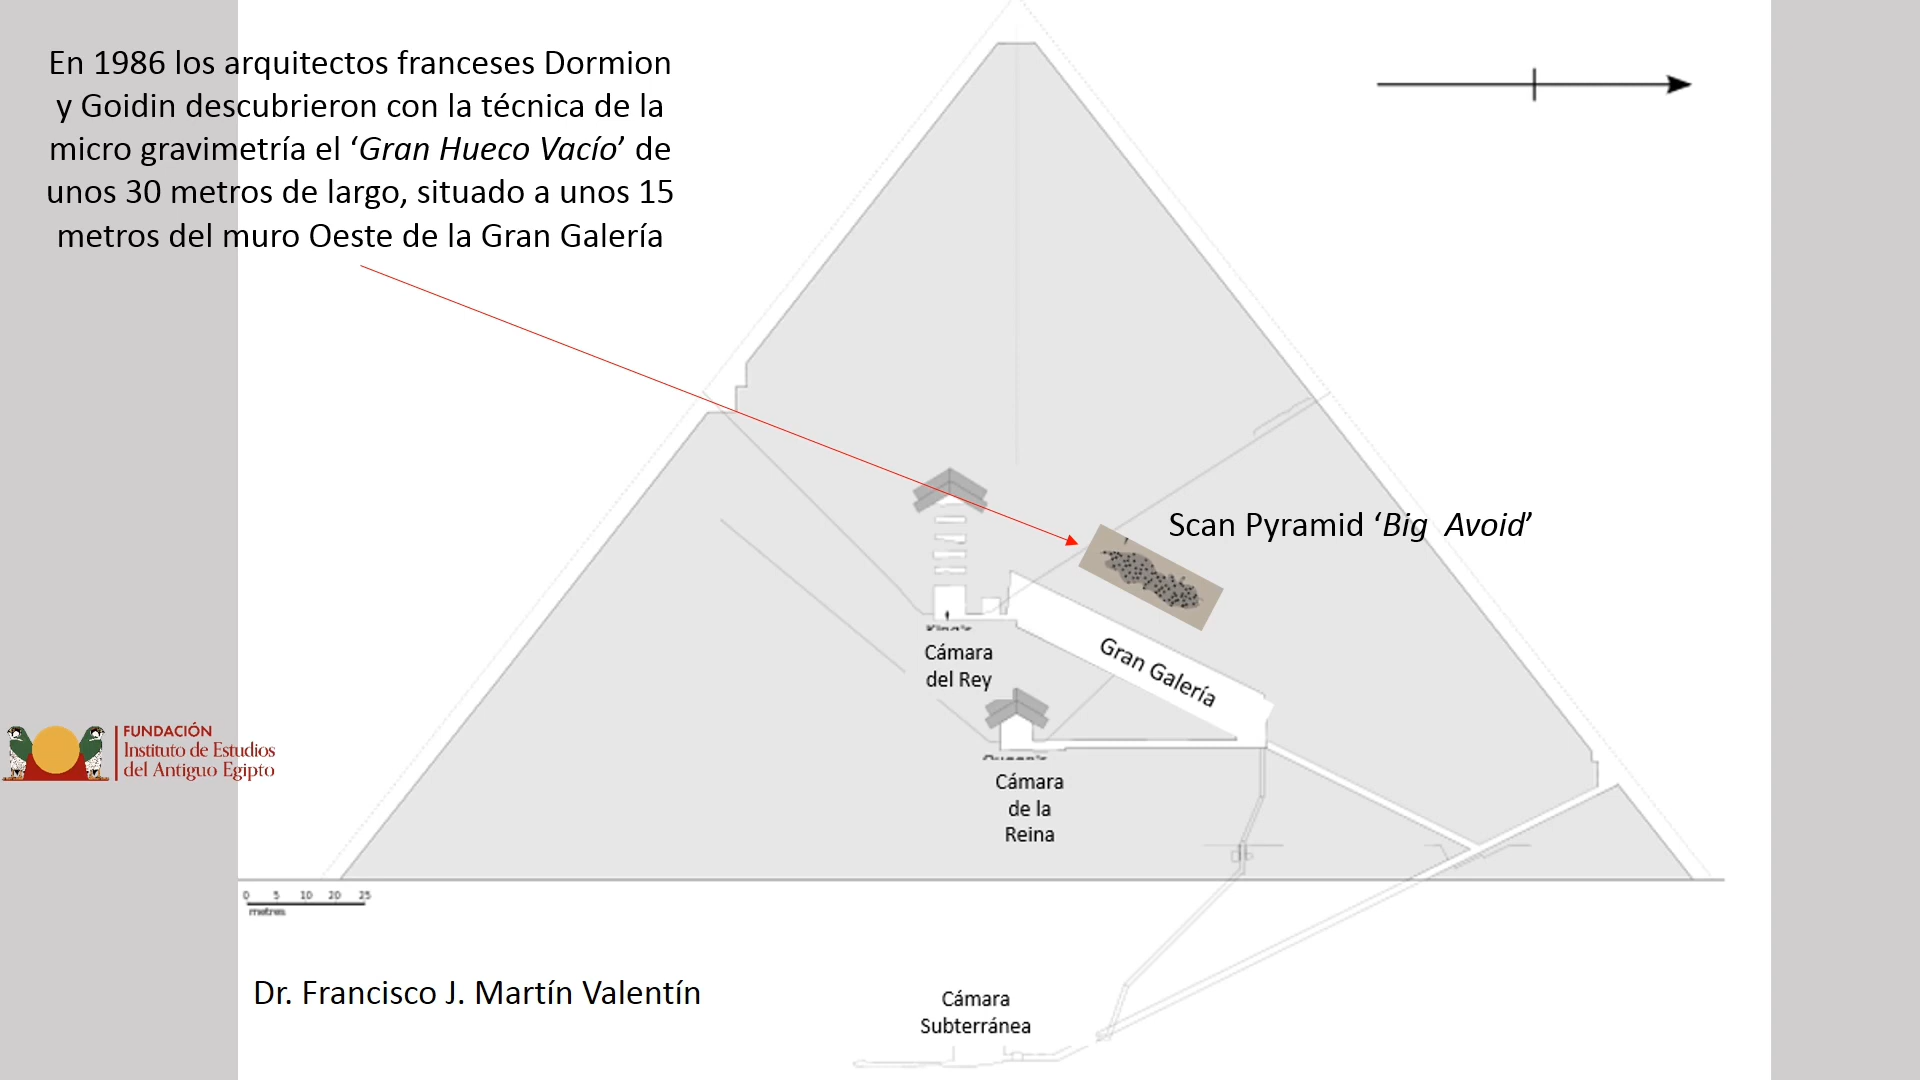 En 1986 los arquitectos franceses Dormion
y Goidin descubrieron con la técnica de la
micro gravimetría el ‘Gran Hueco Vacío’ de
unos 30 metros de largo, situado a unos 15
metros del muro Oeste de la Gran Galería
Scan Pyramid ‘Big Avoid’
Cámara
del Rey
Gran Galería
FUNDACIÓN
Instituto de Estudios
del Antiguo Egipto
Cámara
de la
Reina
0 5 10 20 25
metres
Dr. Francisco J. Martín Valentín
Cámara
Subterránea